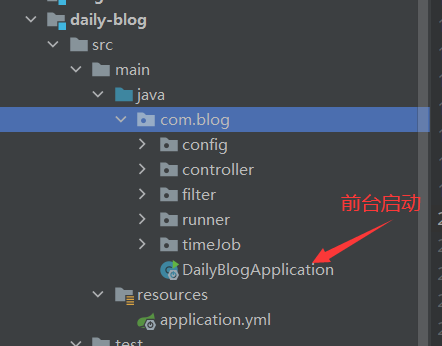 daily-blog
src
main
java
com.blog
config
controller
filter
runner
timeJob
前台启动
DailyBlogApplication
resources
application.yml
test